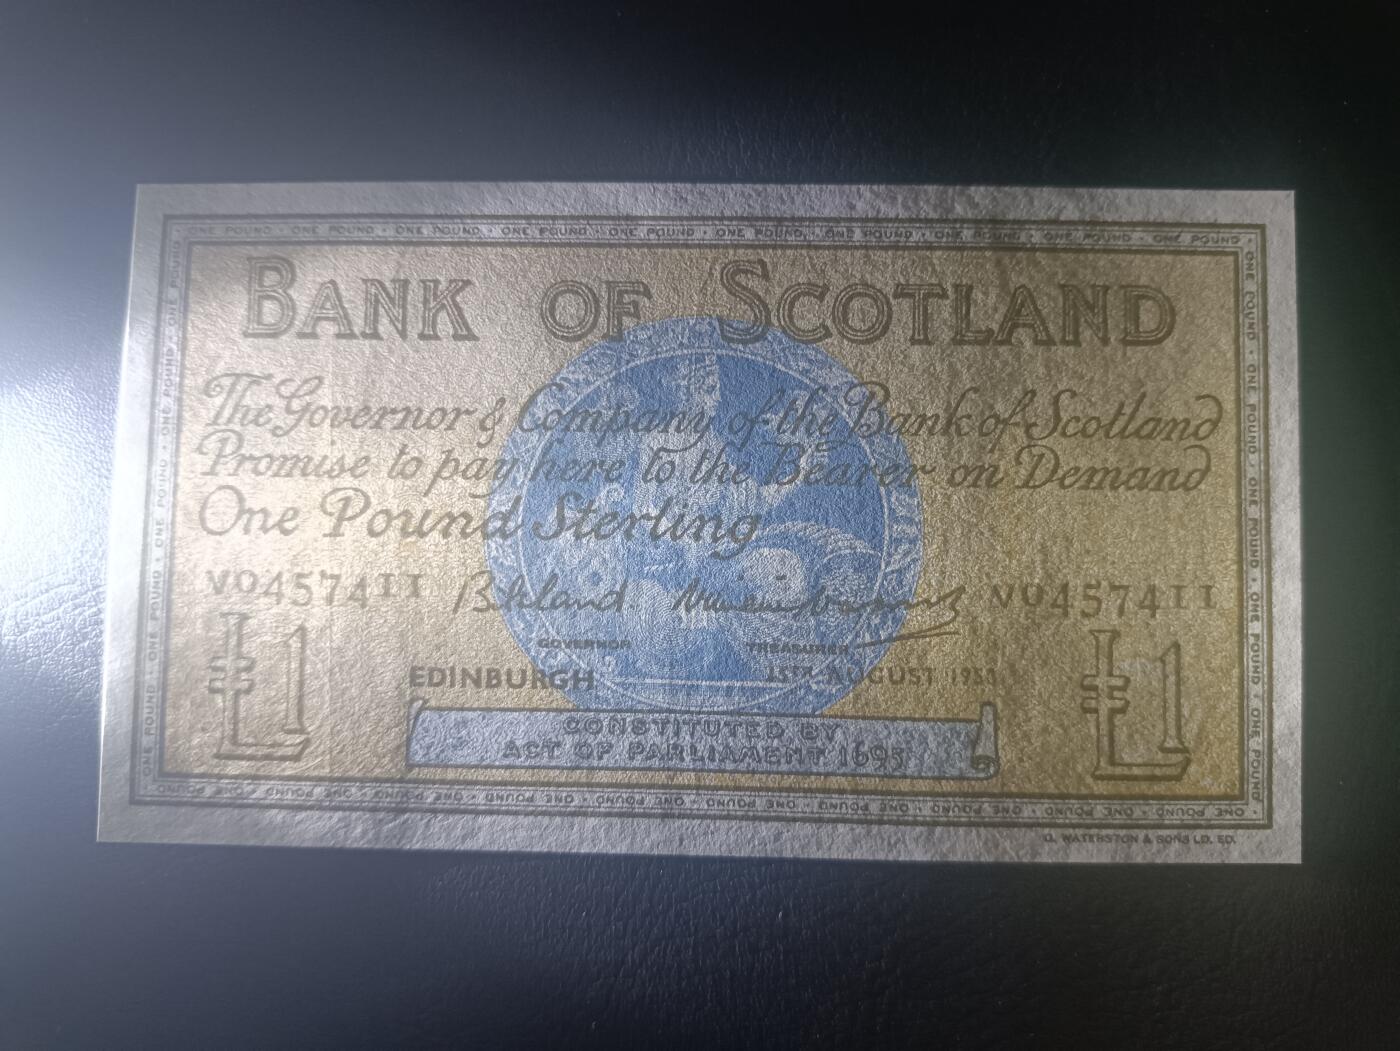 ONE POUND · ONE POUND · ONE POUND · ONE POUND · ONE POUND · ONE POUND · ONE POUND · ONE POUND · ONE POUND · ONE POUND
BANK OF SCOTLAND
The Governor & Company of the Bank of Scotland
Promise to pay here to the Bearer on Demand
One Pound Sterling
V0457411 V0457411
GOVERNOR TREASURER
EDINBURGH 15TH AUGUST
£1 £1
CONSTITUTED BY
ACT OF PARLIAMENT 1695
G. WATERSTON & SONS LD. ED.